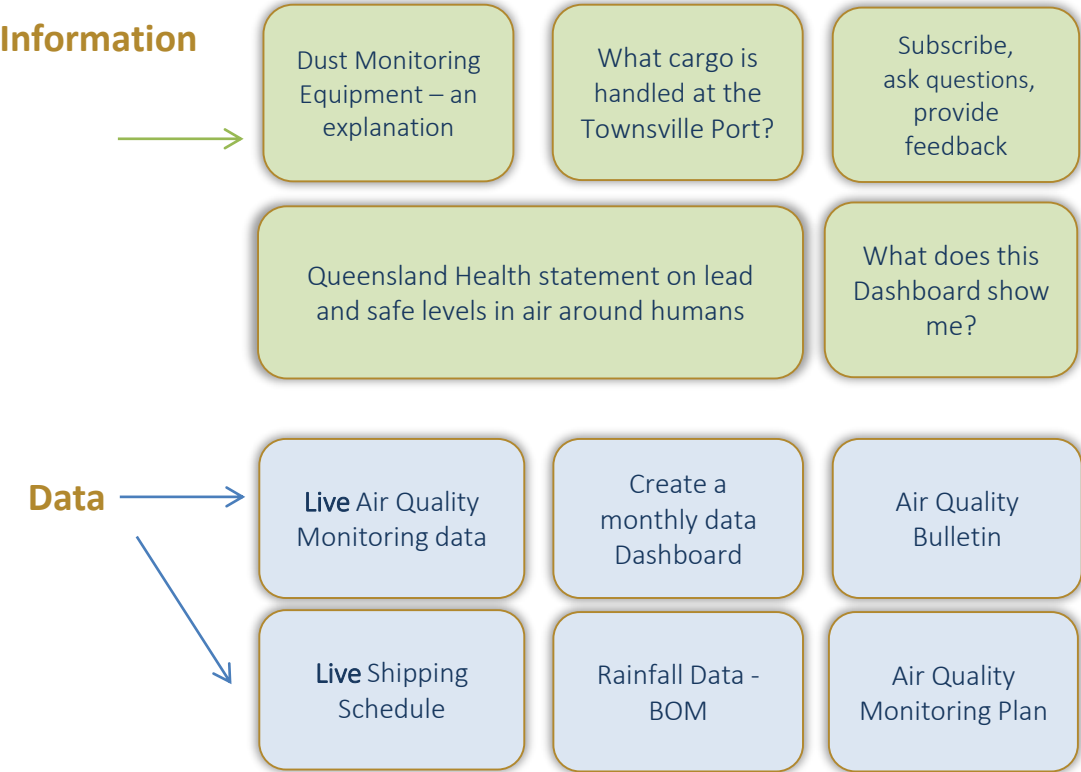 Information
Dust Monitoring
Equipment – an
explanation
What cargo is
handled at the
Townsville Port?
Subscribe,
ask questions,
provide
feedback
Queensland Health statement on lead
and safe levels in air around humans
What does this
Dashboard show
me?
Data
Live Air Quality
Monitoring data
Create a
monthly data
Dashboard
Air Quality
Bulletin
Live Shipping
Schedule
Rainfall Data -
BOM
Air Quality
Monitoring Plan